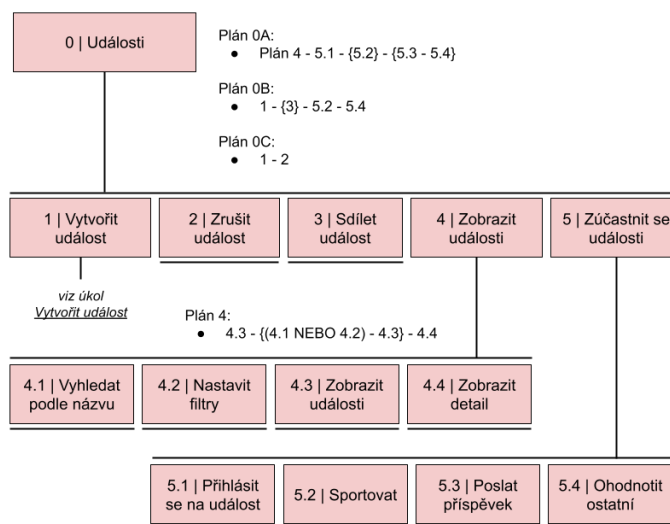 0 | Události
Plán 0A:
● Plán 4 - 5.1 - {5.2} - {5.3 - 5.4}
Plán 0B:
● 1 - {3} - 5.2 - 5.4
Plán 0C:
● 1 - 2
1 | Vytvořit
událost
2 | Zrušit
událost
3 | Sdílet
událost
4 | Zobrazit
události
5 | Zúčastnit se
události
viz úkol
Vytvořit událost
Plán 4:
● 4.3 - {(4.1 NEBO 4.2) - 4.3} - 4.4
4.1 | Vyhledat
podle názvu
4.2 | Nastavit
filtry
4.3 | Zobrazit
události
4.4 | Zobrazit
detail
5.1 | Přihlásit
se na událost
5.2 | Sportovat
5.3 | Poslat
příspěvek
5.4 | Ohodnotit
ostatní